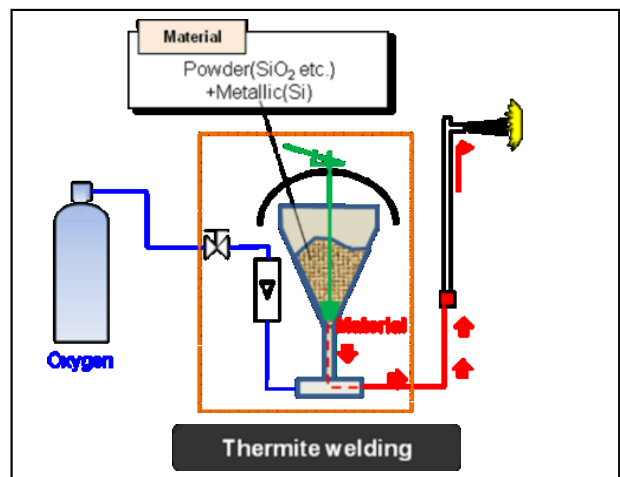 Material
Powder(SiO₂ etc.)
+Metallic(Si)
Material
Oxygen
Thermite welding